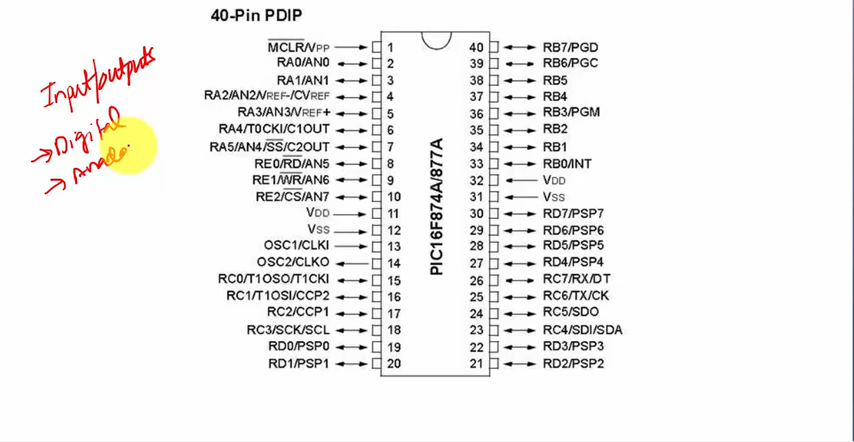 40-Pin PDIP
Input/outputs
→ Digital
→ Analo
MCLR/VPP 1
RA0/AN0 2
RA1/AN1 3
RA2/AN2/VREF-/CVREF 4
RA3/AN3/VREF+ 5
RA4/T0CKI/C1OUT 6
RA5/AN4/SS/C2OUT 7
RE0/RD/AN5 8
RE1/WR/AN6 9
RE2/CS/AN7 10
VDD 11
VSS 12
OSC1/CLKI 13
OSC2/CLKO 14
RC0/T1OSO/T1CKI 15
RC1/T1OSI/CCP2 16
RC2/CCP1 17
RC3/SCK/SCL 18
RD0/PSP0 19
RD1/PSP1 20
PIC16F874A/877A
40 RB7/PGD
39 RB6/PGC
38 RB5
37 RB4
36 RB3/PGM
35 RB2
34 RB1
33 RB0/INT
32 VDD
31 VSS
30 RD7/PSP7
29 RD6/PSP6
28 RD5/PSP5
27 RD4/PSP4
26 RC7/RX/DT
25 RC6/TX/CK
24 RC5/SDO
23 RC4/SDI/SDA
22 RD3/PSP3
21 RD2/PSP2